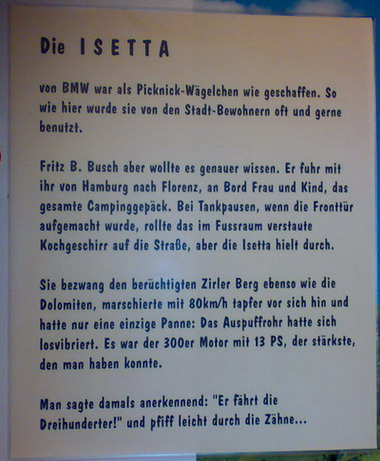 Die ISETTA
von BMW war als Picknick-Wägelchen wie geschaffen. So
wie hier wurde sie von den Stadt-Bewohnern oft und gerne
benutzt.
Fritz B. Busch aber wollte es genauer wissen. Er fuhr mit
ihr von Hamburg nach Florenz, an Bord Frau und Kind, das
gesamte Campinggepäck. Bei Tankpausen, wenn die Fronttür
aufgemacht wurde, rollte das im Fussraum verstaute
Kochgeschirr auf die Straße, aber die Isetta hielt durch.
Sie bezwang den berüchtigten Zirler Berg ebenso wie die
Dolomiten, marschierte mit 80km/h tapfer vor sich hin und
hatte nur eine einzige Panne: Das Auspuffrohr hatte sich
losvibriert. Es war der 300er Motor mit 13 PS, der stärkste,
den man haben konnte.
Man sagte damals anerkennend: "Er fährt die
Dreihunderter!" und pfiff leicht durch die Zähne...